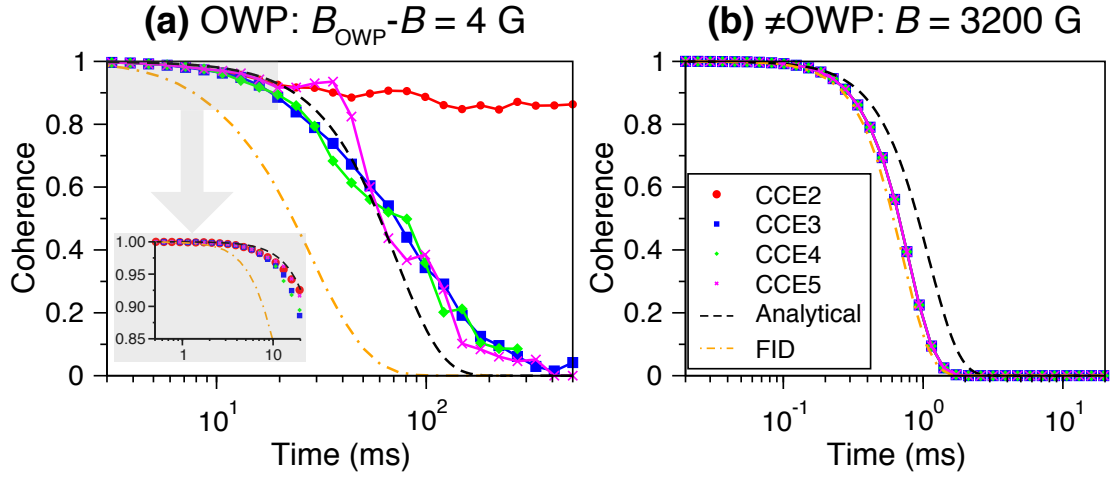 (a) OWP: B_OWP-B = 4 G
Coherence
1
0.8
0.6
0.4
0.2
0
1.00
0.95
0.90
0.85
1
10
10^1
10^2
Time (ms)
(b) ≠OWP: B = 3200 G
Coherence
1
0.8
0.6
0.4
0.2
0
CCE2
CCE3
CCE4
CCE5
Analytical
FID
10^-1
10^0
10^1
Time (ms)